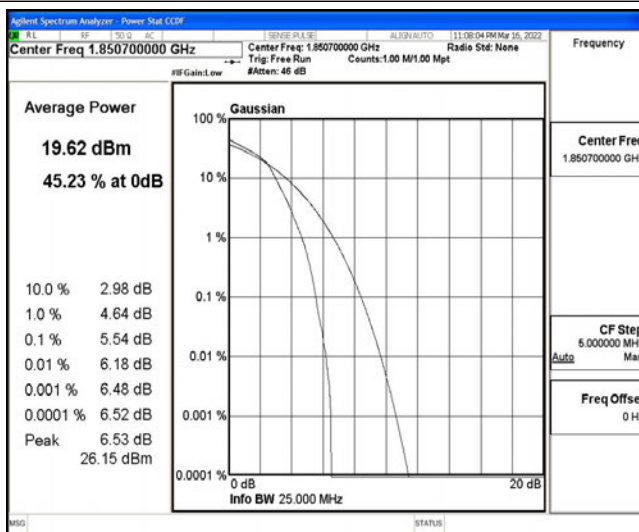 Agilent Spectrum Analyzer - Power Stat CCDF
RL RF 50 Ω AC SENSE:PULSE ALIGN AUTO 11:08:04 PM Mar 16, 2022
Center Freq 1.850700000 GHz
Center Freq: 1.850700000 GHz Radio Std: None
Trig: Free Run Counts:1.00 M/1.00 Mpt
#IFGain:Low #Atten: 46 dB
Frequency
Average Power
19.62 dBm
45.23 % at 0dB
10.0 % 2.98 dB
1.0 % 4.64 dB
0.1 % 5.54 dB
0.01 % 6.18 dB
0.001 % 6.48 dB
0.0001 % 6.52 dB
Peak 6.53 dB
26.15 dBm
Gaussian
100 %
10 %
1 %
0.1 %
0.01 %
0.001 %
0.0001 %
0 dB 20 dB
Info BW 25.000 MHz
Center Fre
1.850700000 GH
CF Step
5.000000 MH
Auto Ma
Freq Offse
0 H
MSG STATUS